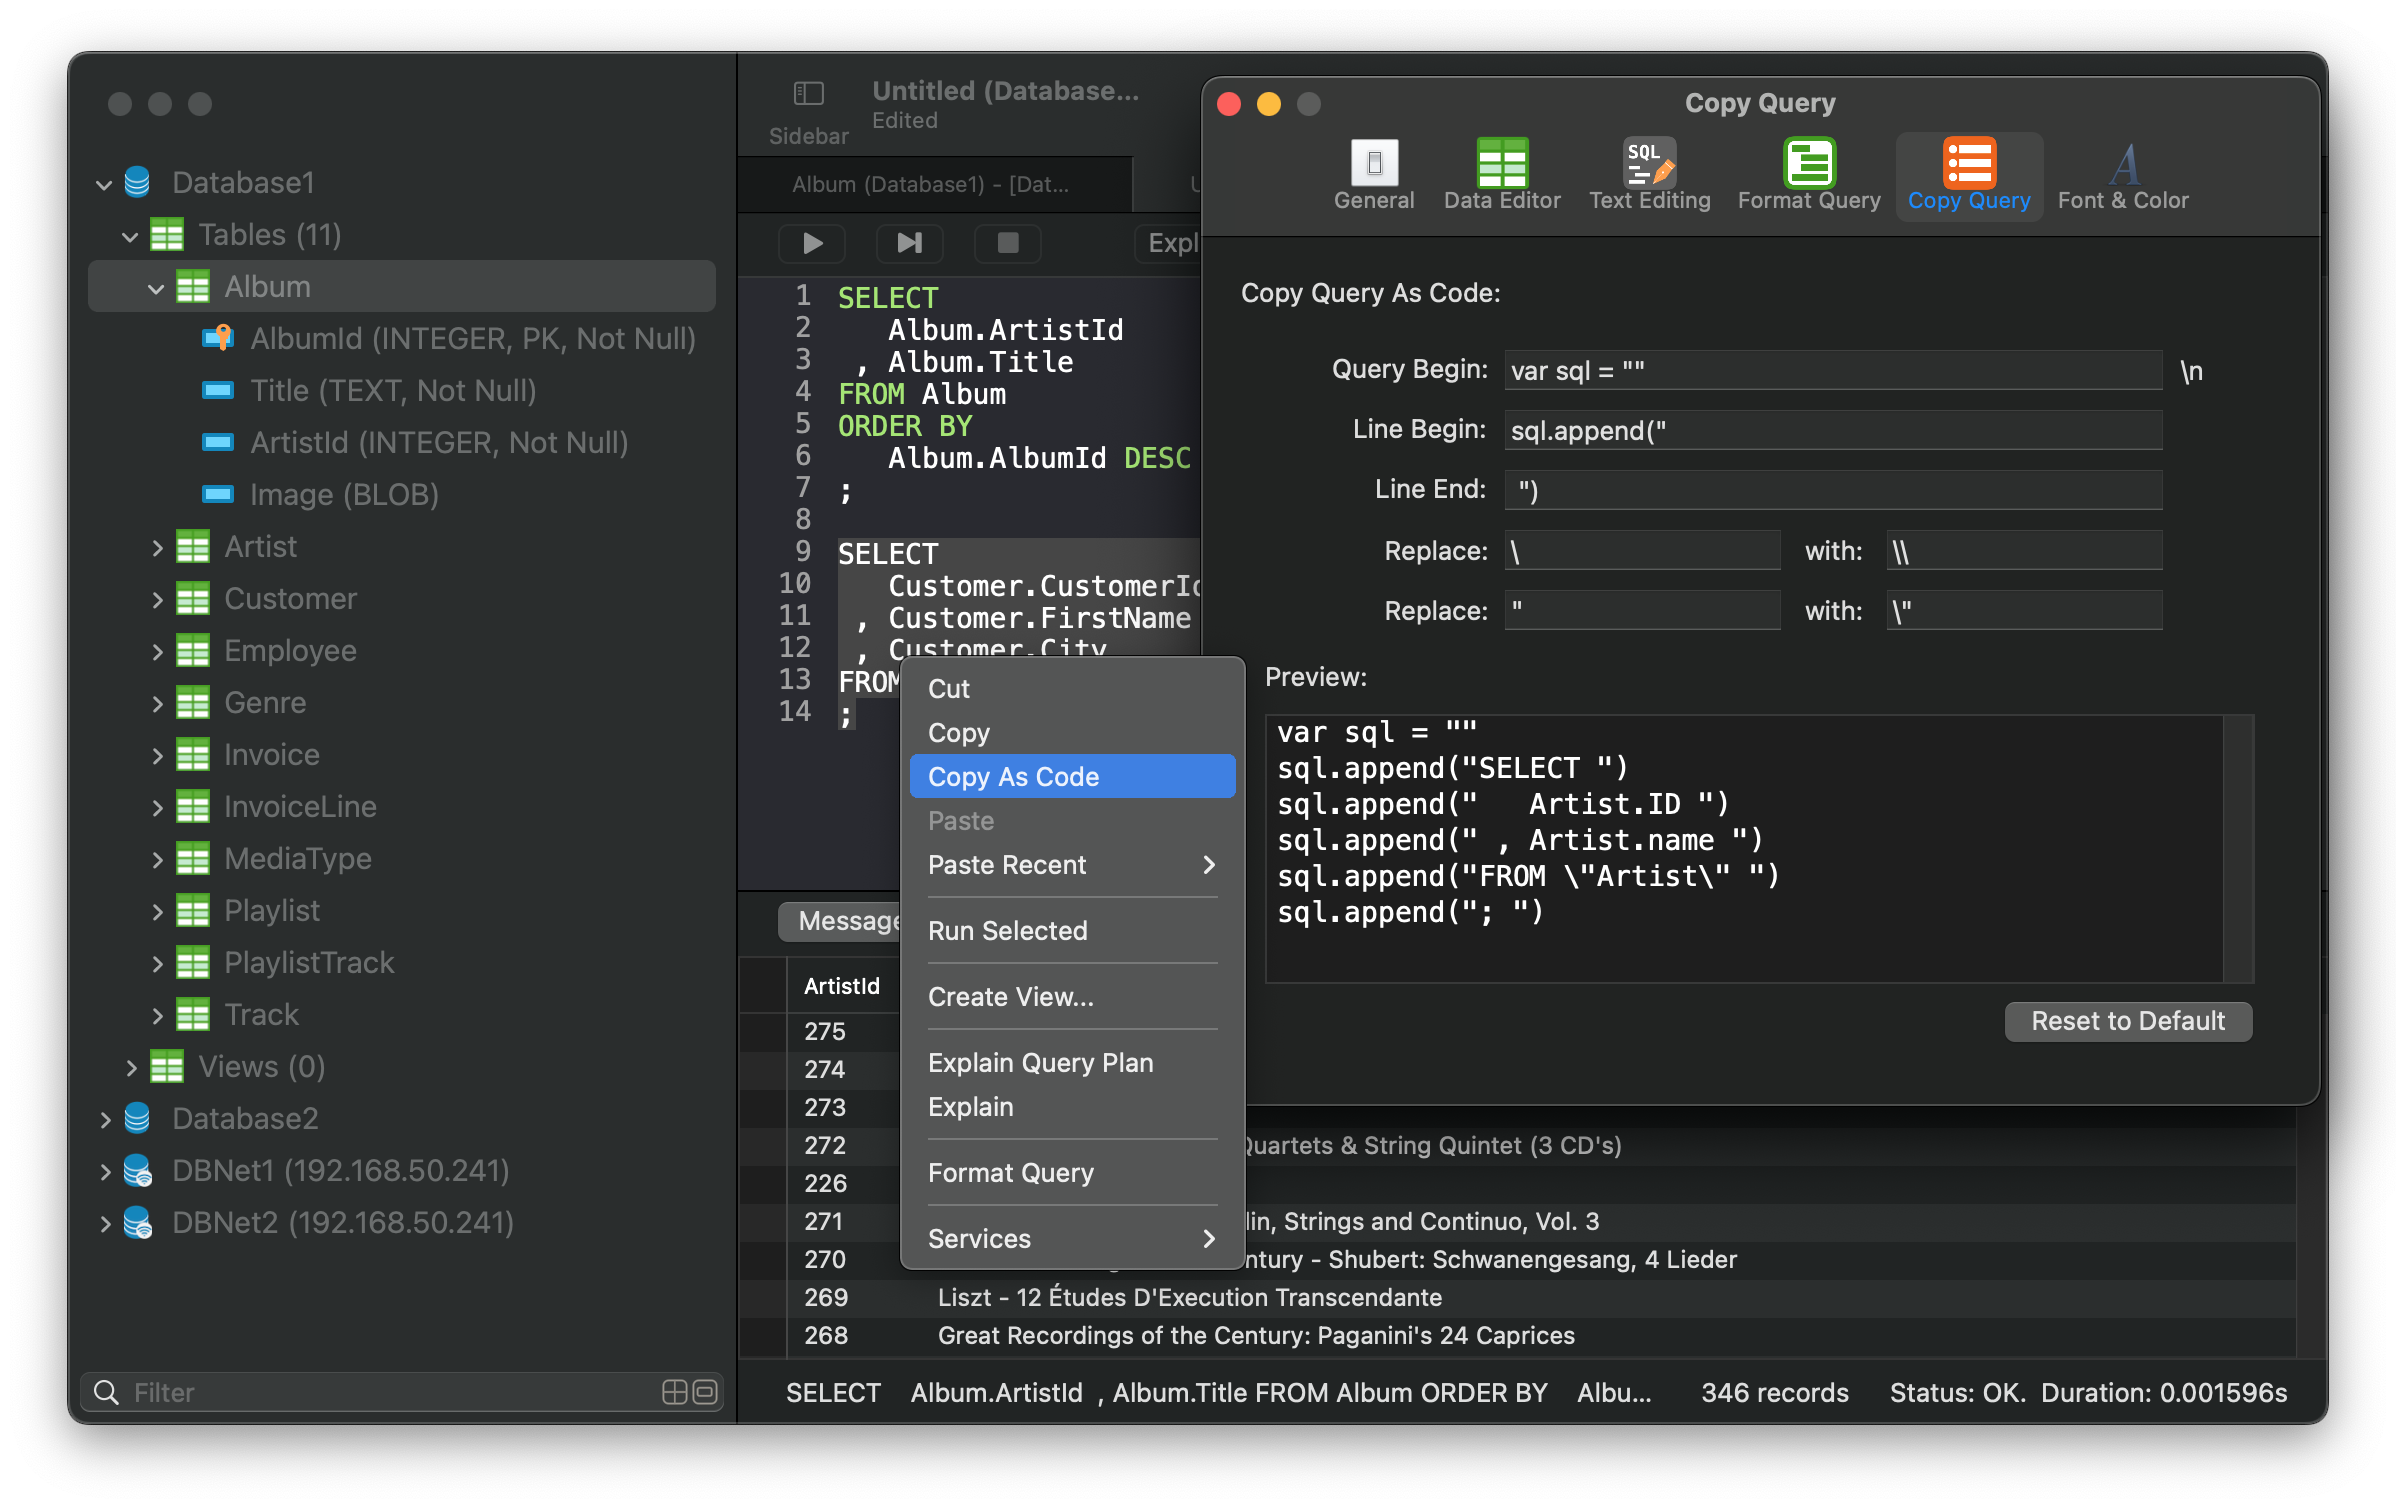 Database1
Tables (11)
Album
AlbumId (INTEGER, PK, Not Null)
Title (TEXT, Not Null)
ArtistId (INTEGER, Not Null)
Image (BLOB)
Artist
Customer
Employee
Genre
Invoice
InvoiceLine
MediaType
Playlist
PlaylistTrack
Track
Views (0)
Database2
DBNet1 (192.168.50.241)
DBNet2 (192.168.50.241)
Filter
Sidebar
Untitled (Database...
Edited
Album (Database1) - [Dat...
Expl
1 SELECT
2 Album.ArtistId
3 , Album.Title
4 FROM Album
5 ORDER BY
6 Album.AlbumId DESC
7 ;
8
9 SELECT
10 Customer.CustomerId
11 , Customer.FirstName
12 , Customer.City
13 FROM
14 ;
Cut
Copy
Copy As Code
Paste
Paste Recent
Run Selected
Create View...
Explain Query Plan
Explain
Format Query
Services
Message
ArtistId
275
274
273
272 Quartets & String Quintet (3 CD's)
226
271 lin, Strings and Continuo, Vol. 3
270 ntury - Shubert: Schwanengesang, 4 Lieder
269 Liszt - 12 Études D'Execution Transcendante
268 Great Recordings of the Century: Paganini's 24 Caprices
SELECT Album.ArtistId , Album.Title FROM Album ORDER BY Albu... 346 records Status: OK. Duration: 0.001596s
Copy Query
General
Data Editor
SQL
Text Editing
Format Query
Copy Query
A
Font & Color
Copy Query As Code:
Query Begin: var sql = "" \n
Line Begin: sql.append("
Line End: ")
Replace: \ with: \\
Replace: " with: \"
Preview:
var sql = ""
sql.append("SELECT ")
sql.append("   Artist.ID ")
sql.append(" , Artist.name ")
sql.append("FROM \"Artist\" ")
sql.append("; ")
Reset to Default